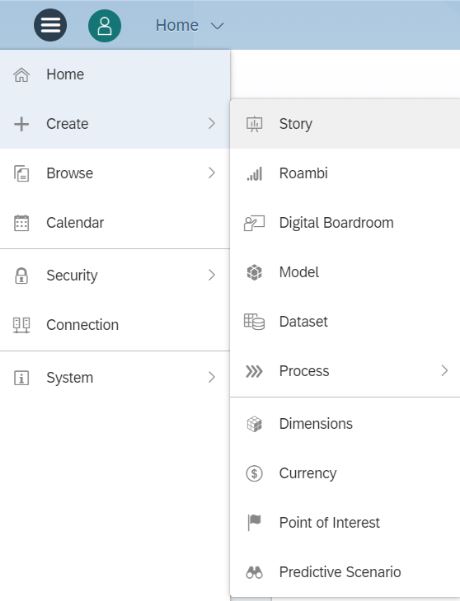 Home
Home
Create
Browse
Calendar
Security
Connection
System
Story
Roambi
Digital Boardroom
Model
Dataset
Process
Dimensions
Currency
Point of Interest
Predictive Scenario